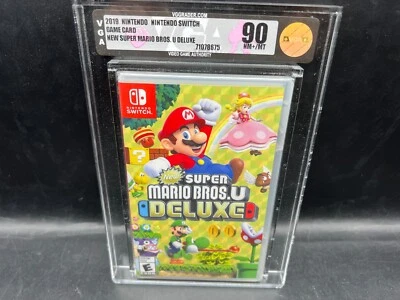 VGGRADER.COM
VGA
2019 NINTENDO NINTENDO SWITCH
GAME CARD
NEW SUPER MARIO BROS. U DELUXE
71078675
VIDEO GAME AUTHORITY
90
NM+/MT
NINTENDO
SWITCH
New
SUPER
MARIO BROS.U
DELUXE
E